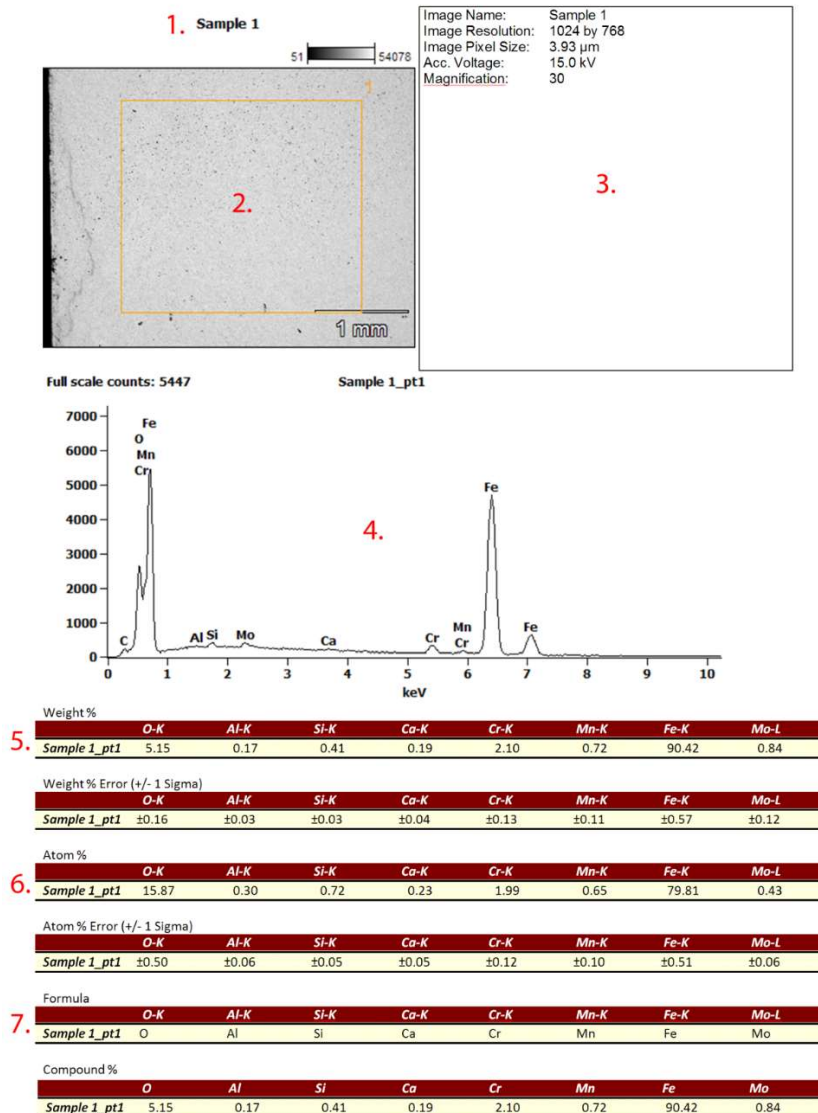 1. Sample 1
51 54078
Image Name: Sample 1
Image Resolution: 1024 by 768
Image Pixel Size: 3.93 µm
Acc. Voltage: 15.0 kV
Magnification: 30
1
2.
3.
1 mm
Full scale counts: 5447 Sample 1_pt1
7000
6000
5000
4000
3000
2000
1000
0
Fe
O
Mn
Cr
4.
C
Al
Si
Mo
Ca
Cr
Mn
Cr
Fe
Fe
0 1 2 3 4 5 6 7 8 9 10
keV
Weight %
5. O-K Al-K Si-K Ca-K Cr-K Mn-K Fe-K Mo-L
Sample 1_pt1 5.15 0.17 0.41 0.19 2.10 0.72 90.42 0.84
Weight % Error (+/- 1 Sigma)
O-K Al-K Si-K Ca-K Cr-K Mn-K Fe-K Mo-L
Sample 1_pt1 ±0.16 ±0.03 ±0.03 ±0.04 ±0.13 ±0.11 ±0.57 ±0.12
Atom %
6. O-K Al-K Si-K Ca-K Cr-K Mn-K Fe-K Mo-L
Sample 1_pt1 15.87 0.30 0.72 0.23 1.99 0.65 79.81 0.43
Atom % Error (+/- 1 Sigma)
O-K Al-K Si-K Ca-K Cr-K Mn-K Fe-K Mo-L
Sample 1_pt1 ±0.50 ±0.06 ±0.05 ±0.05 ±0.12 ±0.10 ±0.51 ±0.06
Formula
7. O-K Al-K Si-K Ca-K Cr-K Mn-K Fe-K Mo-L
Sample 1_pt1 O Al Si Ca Cr Mn Fe Mo
Compound %
O Al Si Ca Cr Mn Fe Mo
Sample 1_pt1 5.15 0.17 0.41 0.19 2.10 0.72 90.42 0.84